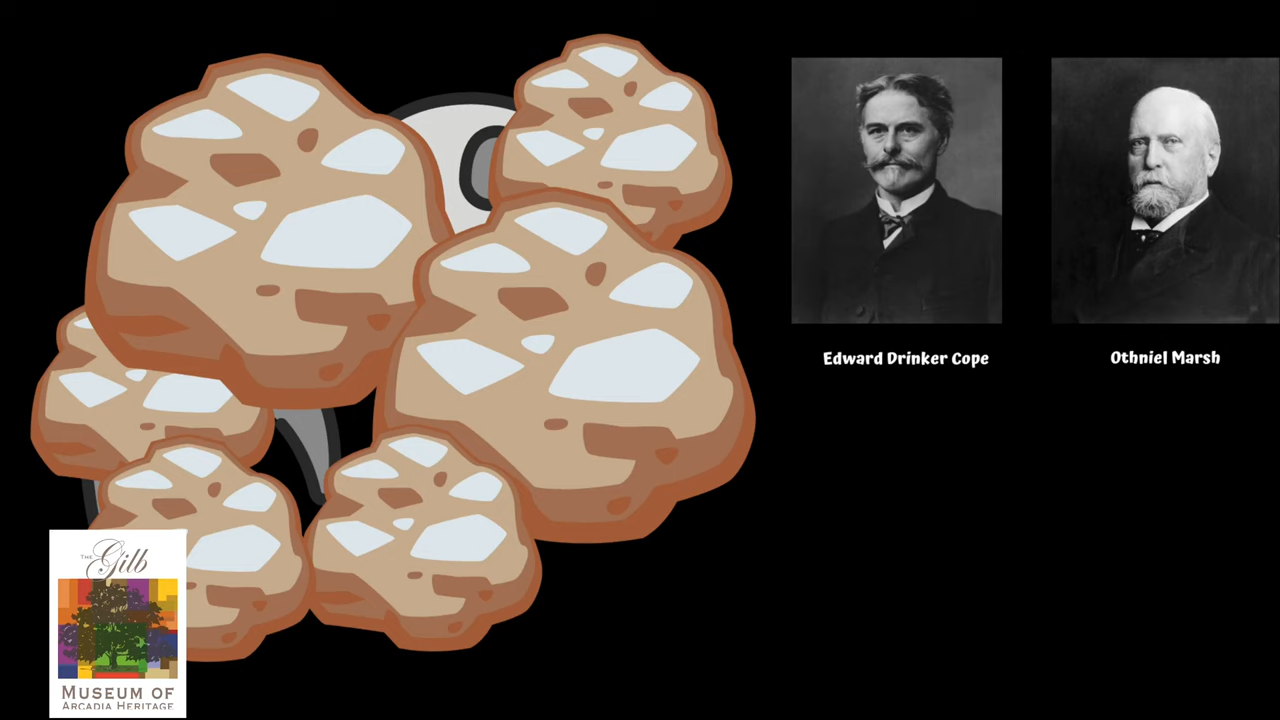 Edward Drinker Cope
Othniel Marsh
THE Gilb
MUSEUM OF
ARCADIA HERITAGE